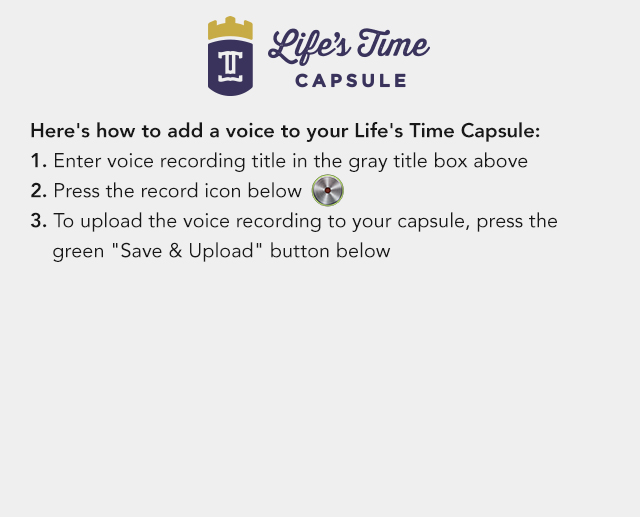 Life's Time
CAPSULE
Here's how to add a voice to your Life's Time Capsule:
1. Enter voice recording title in the gray title box above
2. Press the record icon below
3. To upload the voice recording to your capsule, press the
green "Save & Upload" button below